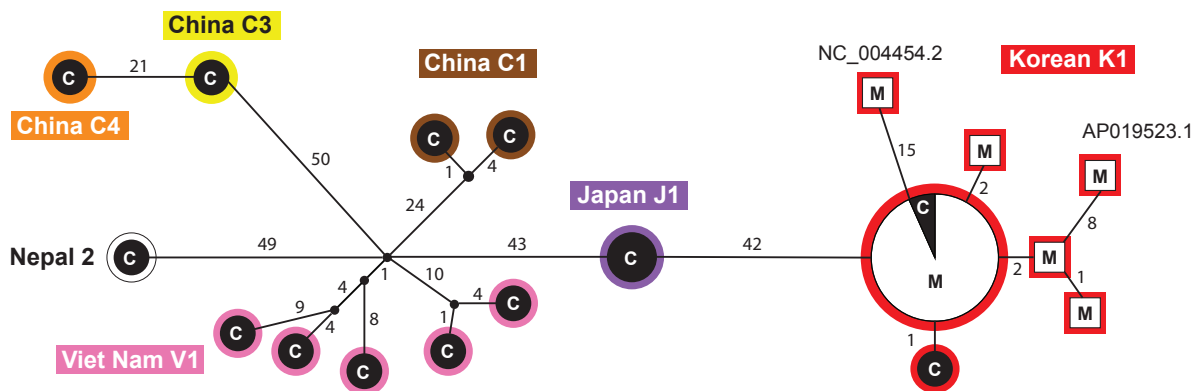 China C3
NC_004454.2
Korean K1
21
C
C
China C1
M
China C4
C
C
M
AP019523.1
50
15
1
4
M
24
Japan J1
C
2
8
Nepal 2
C
49
43
C
42
M
2
M
1
10
4
4
C
1
9
4
8
1
M
C
C
C
C
1
C
Viet Nam V1